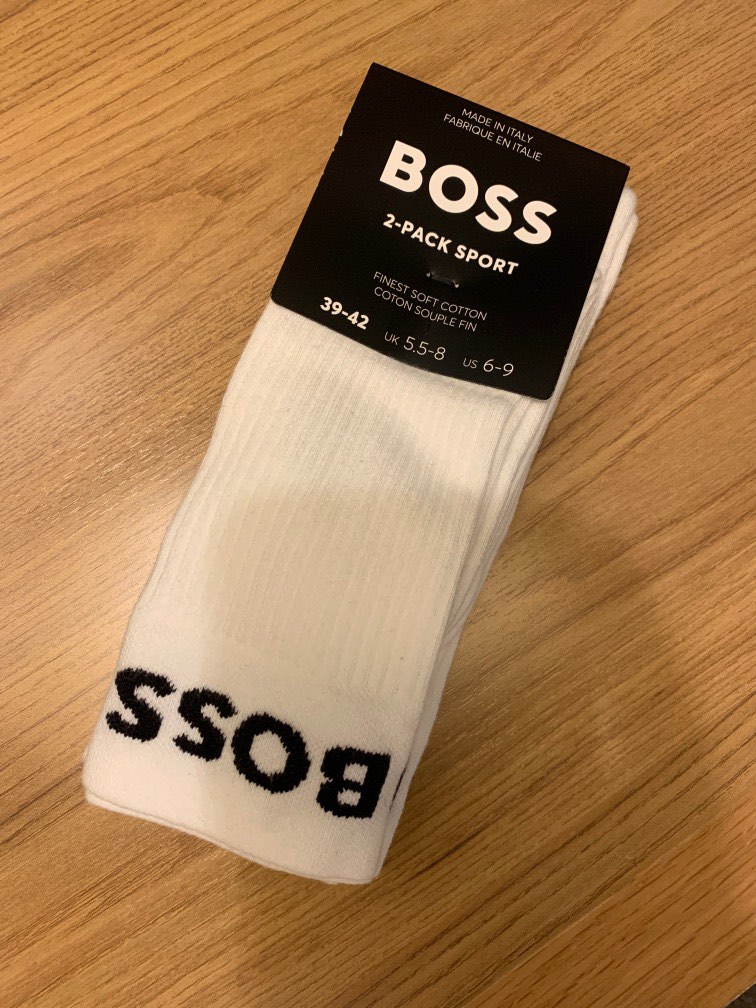 MADE IN ITALY
FABRIQUE EN ITALIE
BOSS
2-PACK SPORT
FINEST SOFT COTTON
COTON SOUPLE FIN
39-42 UK 5.5-8 US 6-9
BOSS